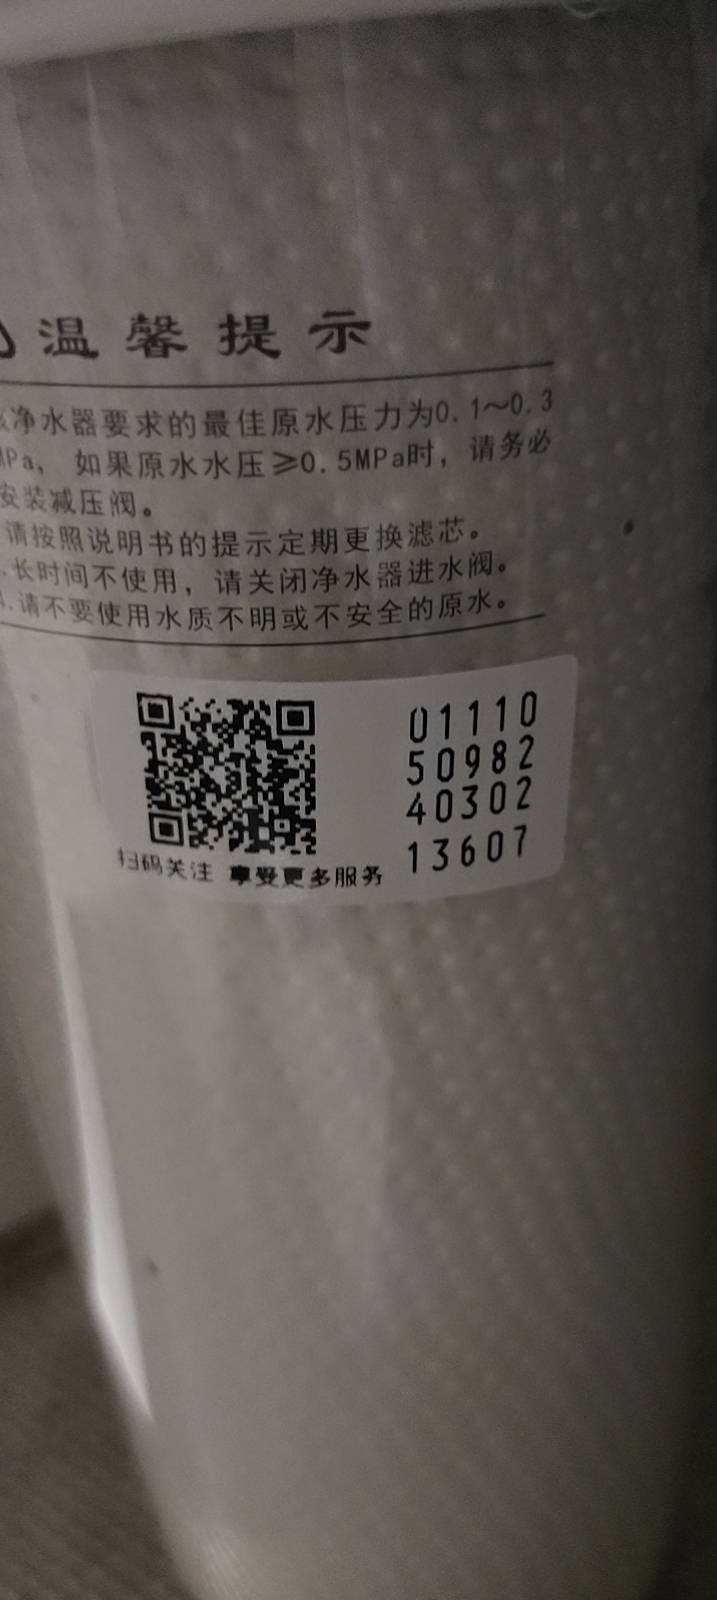 温馨提示
净水器要求的最佳原水压力为0.1～0.3
MPa, 如果原水水压≥0.5MPa时, 请务必
安装减压阀。
请按照说明书的提示定期更换滤芯。
长时间不使用, 请关闭净水器进水阀。
4.请不要使用水质不明或不安全的原水。
01110
50982
40302
13607
扫码关注 享受更多服务